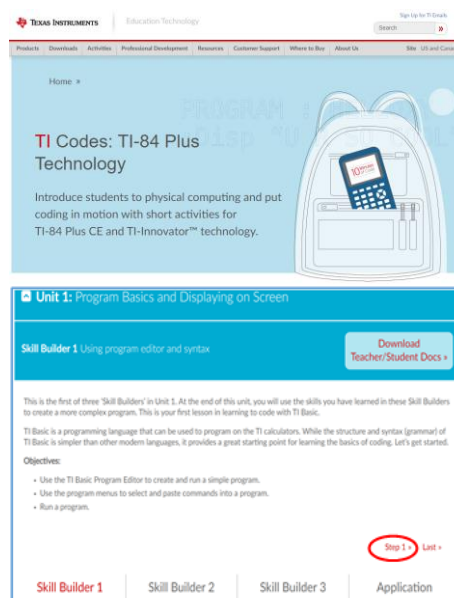 TEXAS INSTRUMENTS
Education Technology
Sign Up for TI Emails
Search »
Products Downloads Activities Professional Development Resources Customer Support Where to Buy About Us Site US and Cana
Home »
PROGRAM :
Disp "U
TI Codes: TI-84 Plus
Technology
Introduce students to physical computing and put
coding in motion with short activities for
TI-84 Plus CE and TI-Innovator™ technology.
Unit 1: Program Basics and Displaying on Screen
Skill Builder 1 Using program editor and syntax
Download
Teacher/Student Docs »
This is the first of three 'Skill Builders' in Unit 1. At the end of this unit, you will use the skills you have learned in these Skill Builders
to create a more complex program. This is your first lesson in learning to code with TI Basic.
TI Basic is a programming language that can be used to program on the TI calculators. While the structure and syntax (grammar) of
TI Basic is simpler than other modern languages, it provides a great starting point for learning the basics of coding. Let's get started.
Objectives:
• Use the TI Basic Program Editor to create and run a simple program.
• Use the program menus to select and paste commands into a program.
• Run a program.
Step 1 » Last »
Skill Builder 1 Skill Builder 2 Skill Builder 3 Application